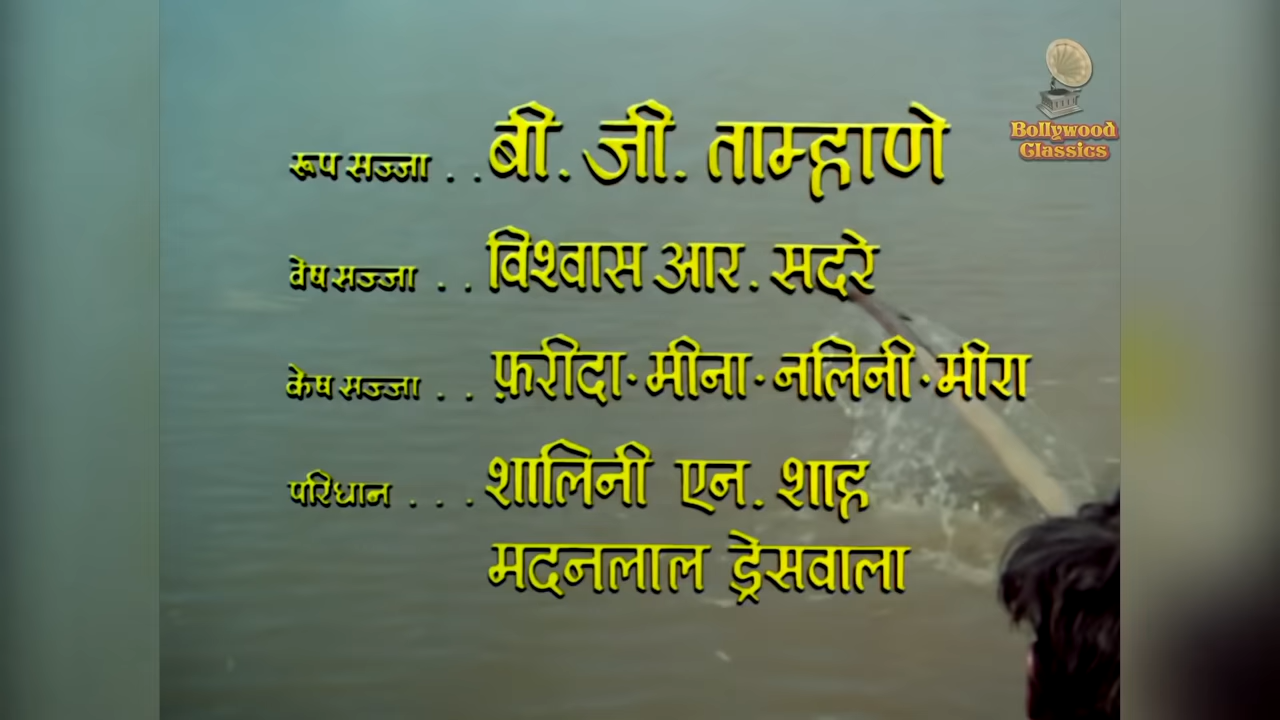 रूप सज्जा . . बी. जी. ताम्हाणे
वेष सज्जा . . विश्वास आर. सदरे
केष सज्जा . . फ़रीदा · मीना · नलिनी · मीरा
परिधान . . . शालिनी एन. शाह
मदनलाल ड्रेसवाला
Bollywood
Classics